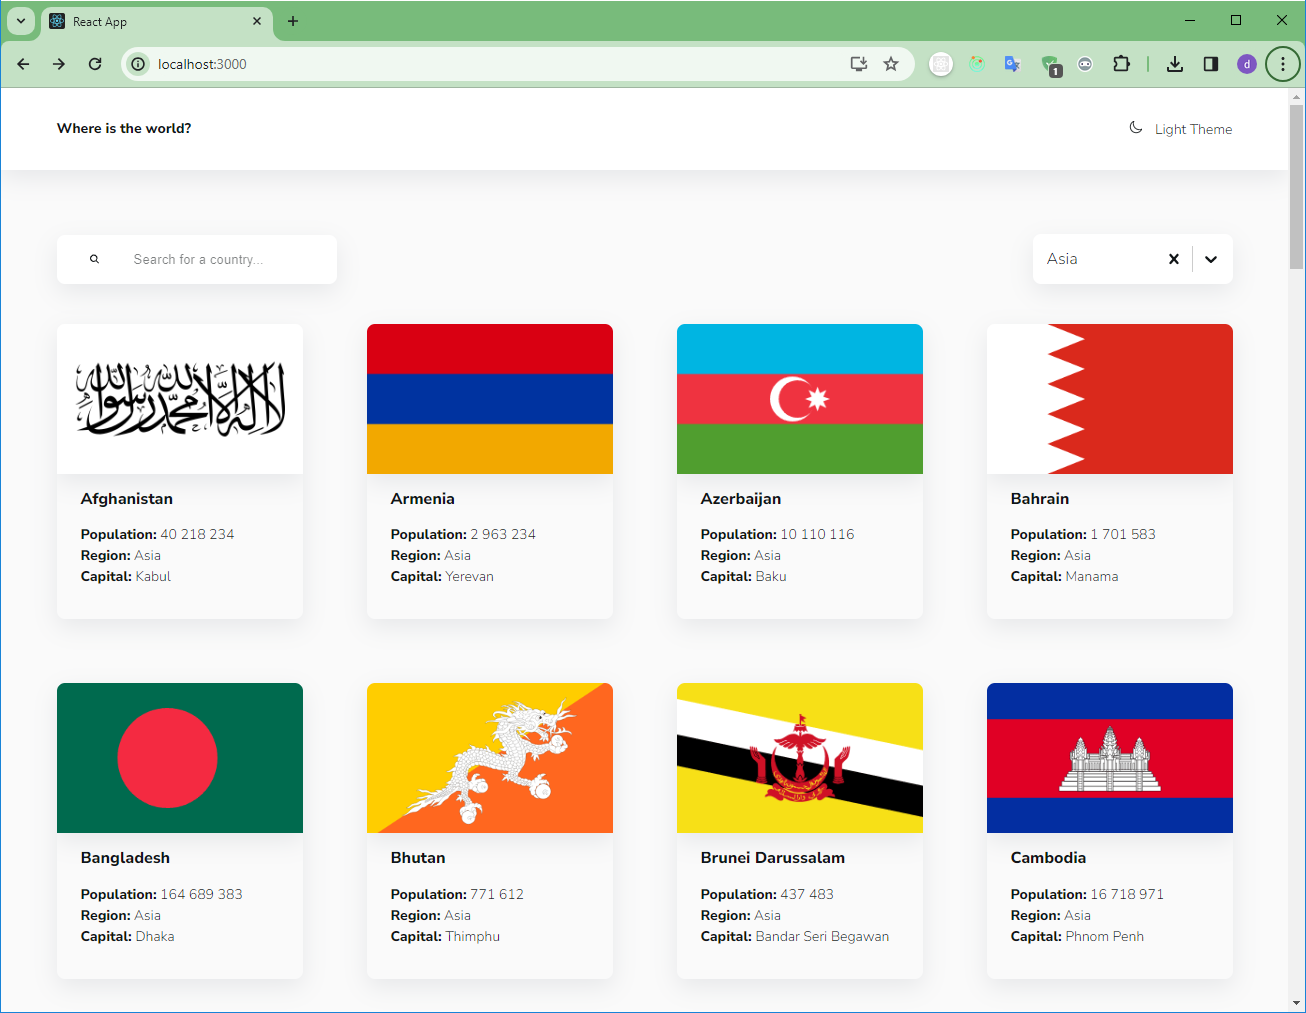 React App
localhost:3000
1
d
Where is the world?
Light Theme
Search for a country...
Asia
لا إله إلا الله محمد رسول الله
Afghanistan
Population: 40 218 234
Region: Asia
Capital: Kabul
Armenia
Population: 2 963 234
Region: Asia
Capital: Yerevan
Azerbaijan
Population: 10 110 116
Region: Asia
Capital: Baku
Bahrain
Population: 1 701 583
Region: Asia
Capital: Manama
Bangladesh
Population: 164 689 383
Region: Asia
Capital: Dhaka
Bhutan
Population: 771 612
Region: Asia
Capital: Thimphu
Brunei Darussalam
Population: 437 483
Region: Asia
Capital: Bandar Seri Begawan
Cambodia
Population: 16 718 971
Region: Asia
Capital: Phnom Penh